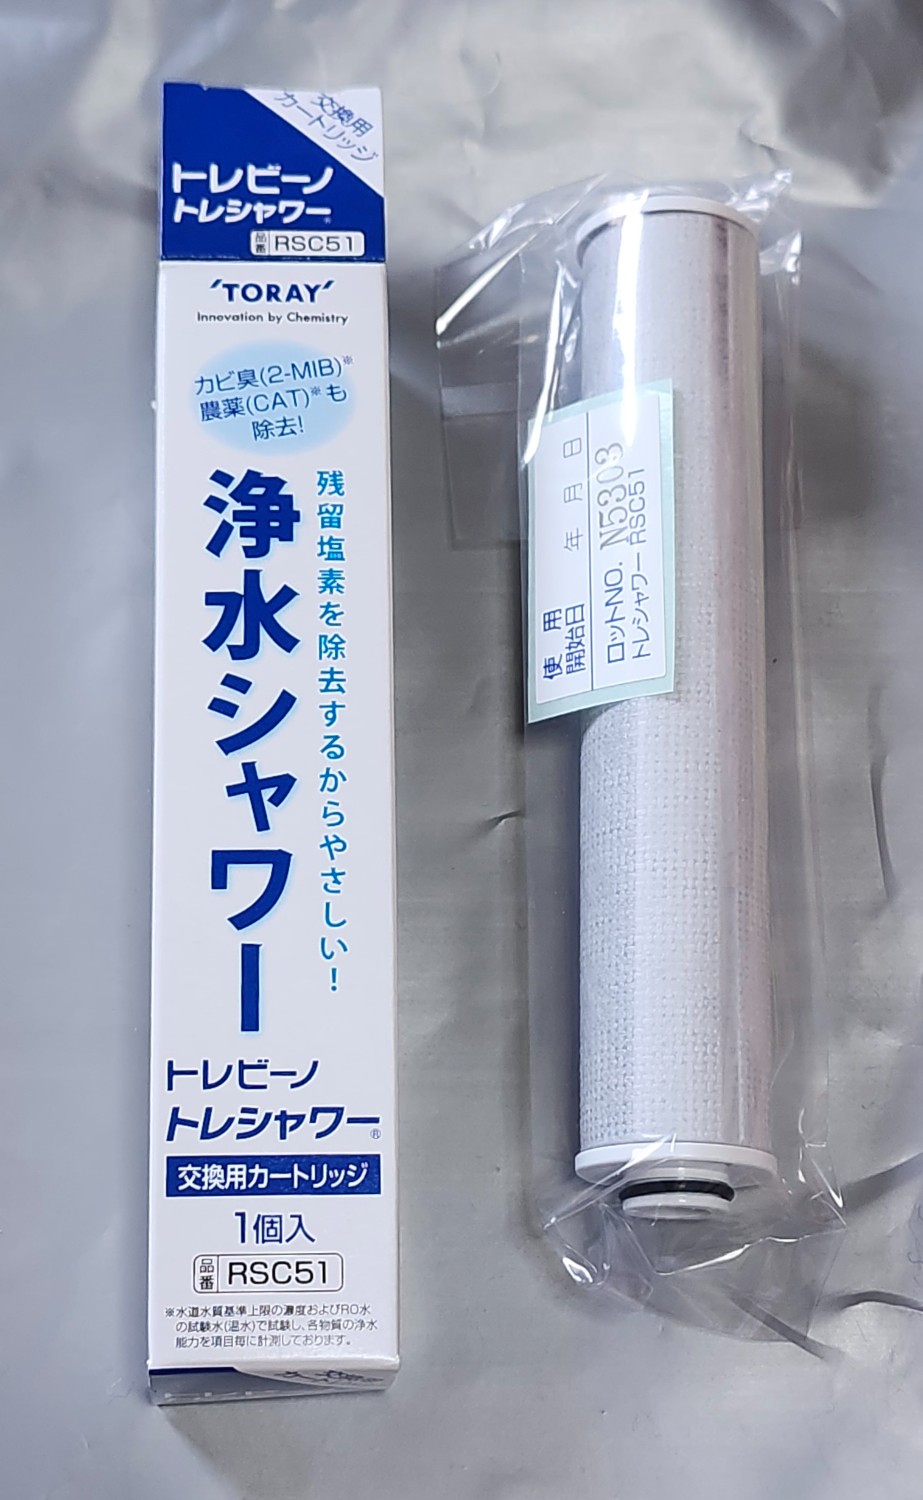 交換用
カートリッジ
トレビーノ
トレシャワー®
品番 RSC51
'TORAY'
Innovation by Chemistry
カビ臭(2-MIB)※
農薬(CAT)※も
除去!
残留塩素を除去するからやさしい!
浄水シャワー
トレビーノ
トレシャワー®
交換用カートリッジ
1個入
品番 RSC51
※水道水質基準上限の濃度およびRO水
の試験水(温水)で試験し、各物質の浄水
能力を項目毎に計測しております。
使用
開始日
年 月 日
ロットNO. N5303
トレシャワー RSC51